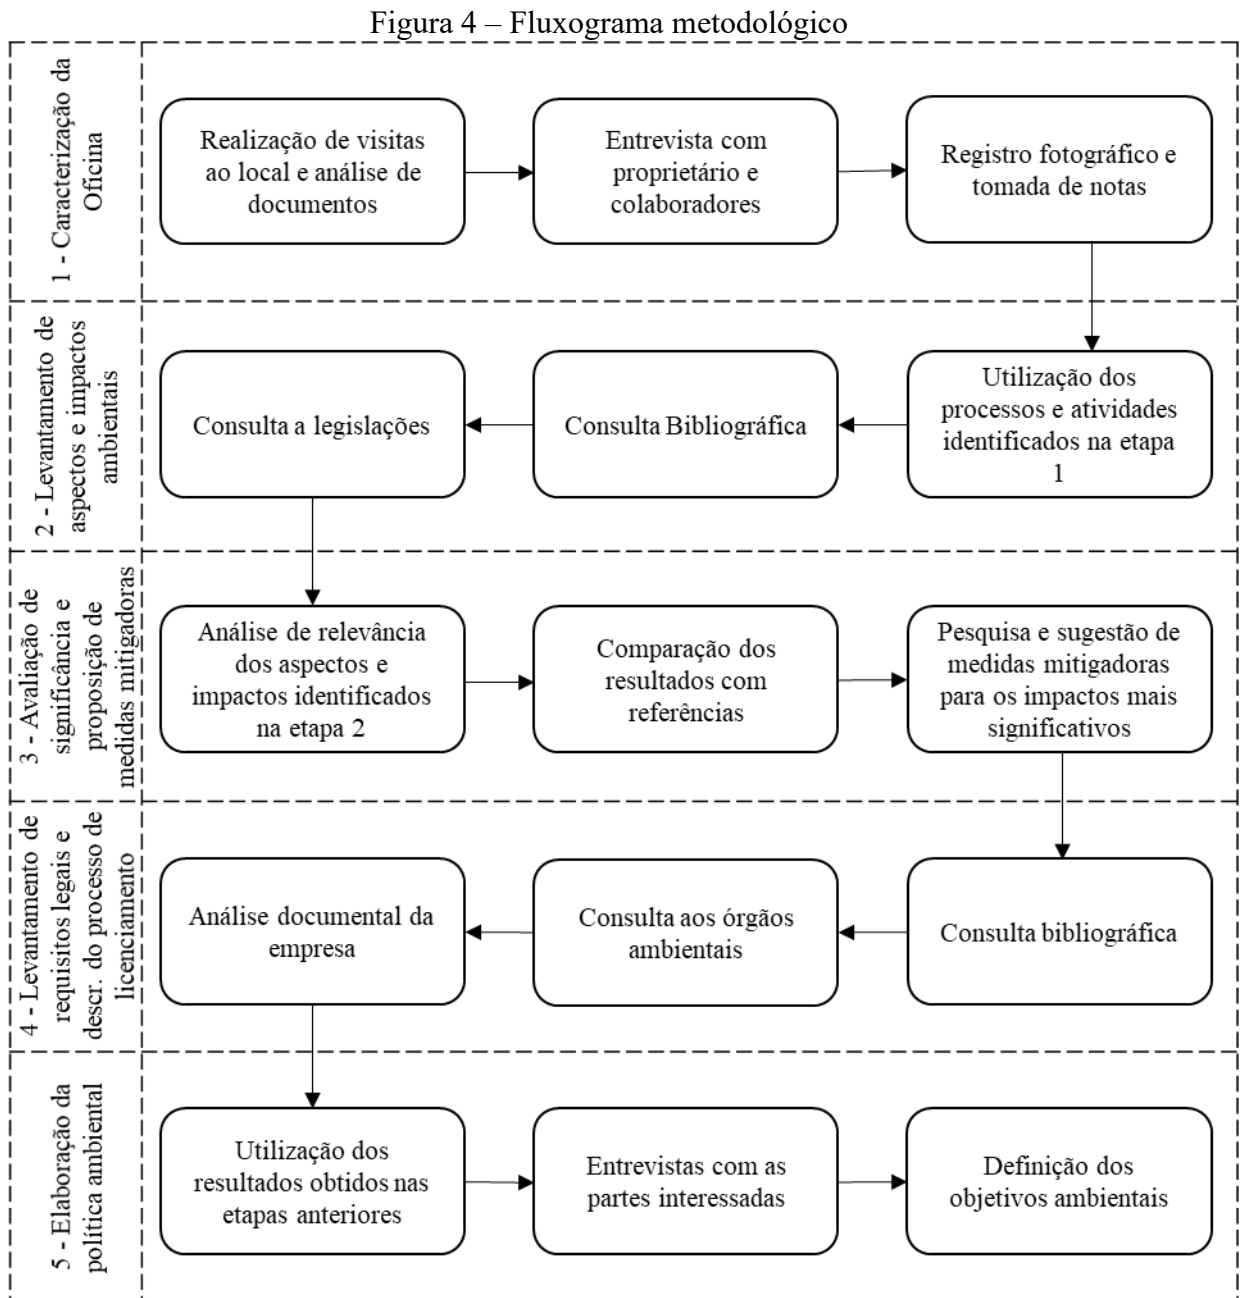 Figura 4 – Fluxograma metodológico
1 - Caracterização da
Oficina
Realização de visitas
ao local e análise de
documentos
Entrevista com
proprietário e
colaboradores
Registro fotográfico e
tomada de notas
2 - Levantamento de
aspectos e impactos
ambientais
Utilização dos
processos e atividades
identificados na etapa
1
Consulta Bibliográfica
Consulta a legislações
3 - Avaliação de
significância e
proposição de
medidas mitigadoras
Análise de relevância
dos aspectos e
impactos identificados
na etapa 2
Comparação dos
resultados com
referências
Pesquisa e sugestão de
medidas mitigadoras
para os impactos mais
significativos
4 - Levantamento de
requisitos legais e
descr. do processo de
licenciamento
Consulta bibliográfica
Consulta aos órgãos
ambientais
Análise documental da
empresa
5 - Elaboração da
política ambiental
Utilização dos
resultados obtidos nas
etapas anteriores
Entrevistas com as
partes interessadas
Definição dos
objetivos ambientais